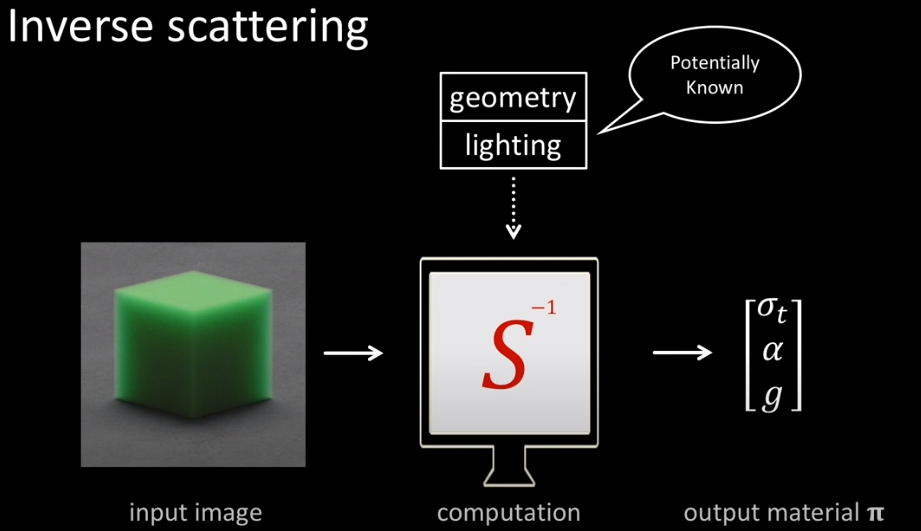 Inverse scattering
Potentially
Known
geometry
lighting
S⁻¹
σₜ
α
g
input image
computation
output material π